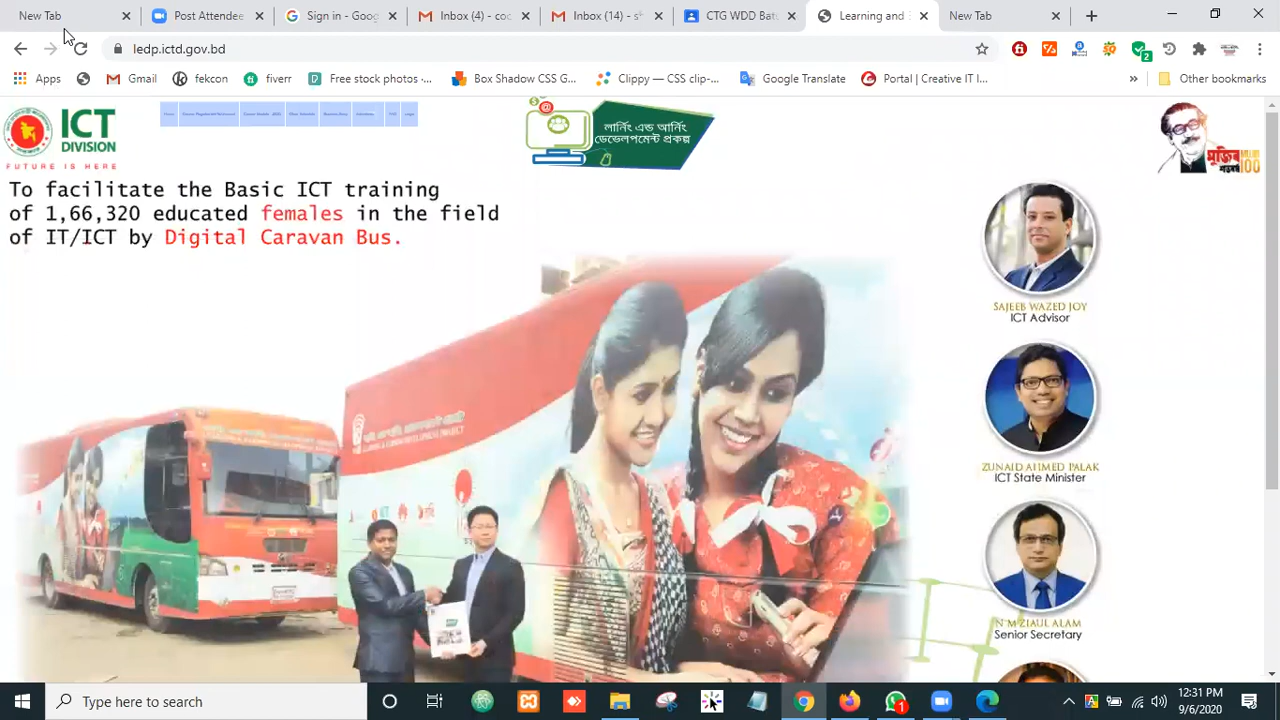 New Tab
Post Attendee
Sign in - Goog
Inbox (4) - coc
Inbox (14) - s
CTG WDD Batc
Learning and
New Tab
ledp.ictd.gov.bd
2
Apps
Gmail
fekcon
fiverr
Free stock photos -...
Box Shadow CSS G...
Clippy — CSS clip-...
Google Translate
Portal | Creative IT I...
Other bookmarks
ICT
DIVISION
FUTURE IS HERE
লার্নিং এন্ড আর্নিং
ডেভেলপমেন্ট প্রকল্প
মুজিব
শতবর্ষ
100
To facilitate the Basic ICT training
of 1,66,320 educated females in the field
of IT/ICT by Digital Caravan Bus.
SAJEEB WAZED JOY
ICT Advisor
ZUNAID AHMED PALAK
ICT State Minister
N M ZIAUL ALAM
Senior Secretary
Type here to search
1
12:31 PM
9/6/2020